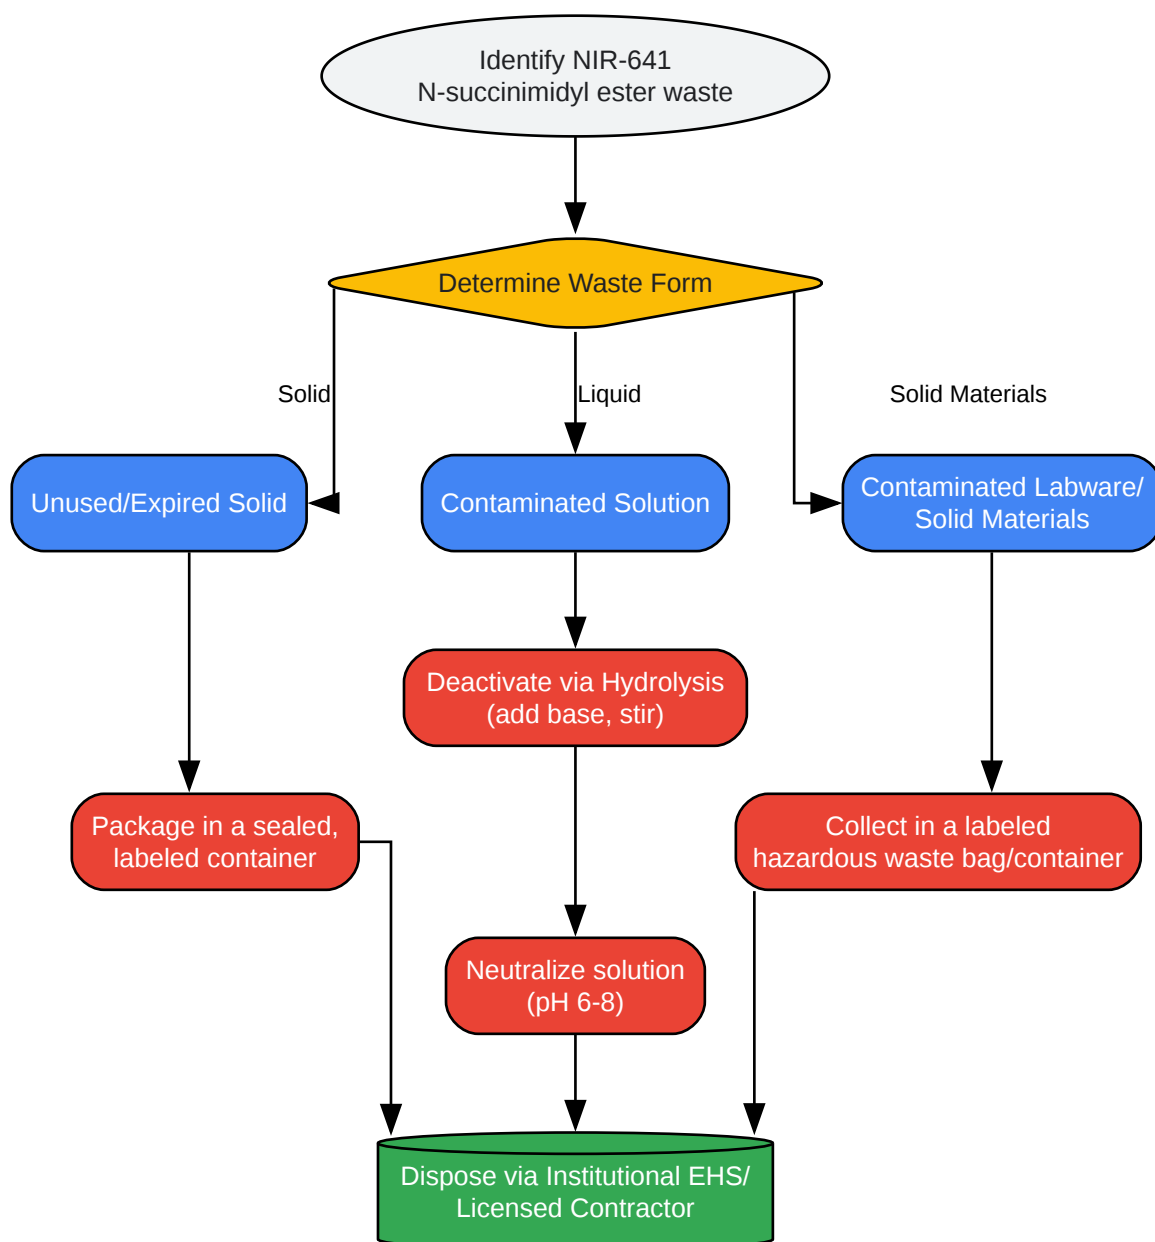 Identify NIR-641
N-succinimidyl ester waste
Determine Waste Form
Solid
Liquid
Solid Materials
Unused/Expired Solid
Contaminated Solution
Contaminated Labware/
Solid Materials
Deactivate via Hydrolysis
(add base, stir)
Package in a sealed,
labeled container
Collect in a labeled
hazardous waste bag/container
Neutralize solution
(pH 6-8)
Dispose via Institutional EHS/
Licensed Contractor